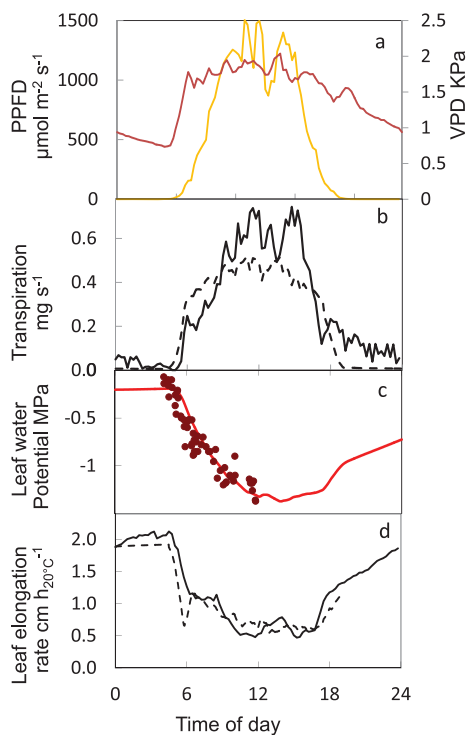 1500
1000
500
0
PPFD
µmol m⁻² s⁻¹
a
2.5
2
1.5
1
0.5
0
VPD KPa
b
0.6
0.4
0.2
0.0
Transpiration
mg s⁻¹
c
0
-0.5
-1
Leaf water
Potential MPa
d
2.0
1.5
1.0
0.5
0.0
Leaf elongation
rate cm h20°C⁻¹
0 6 12 18 24
Time of day